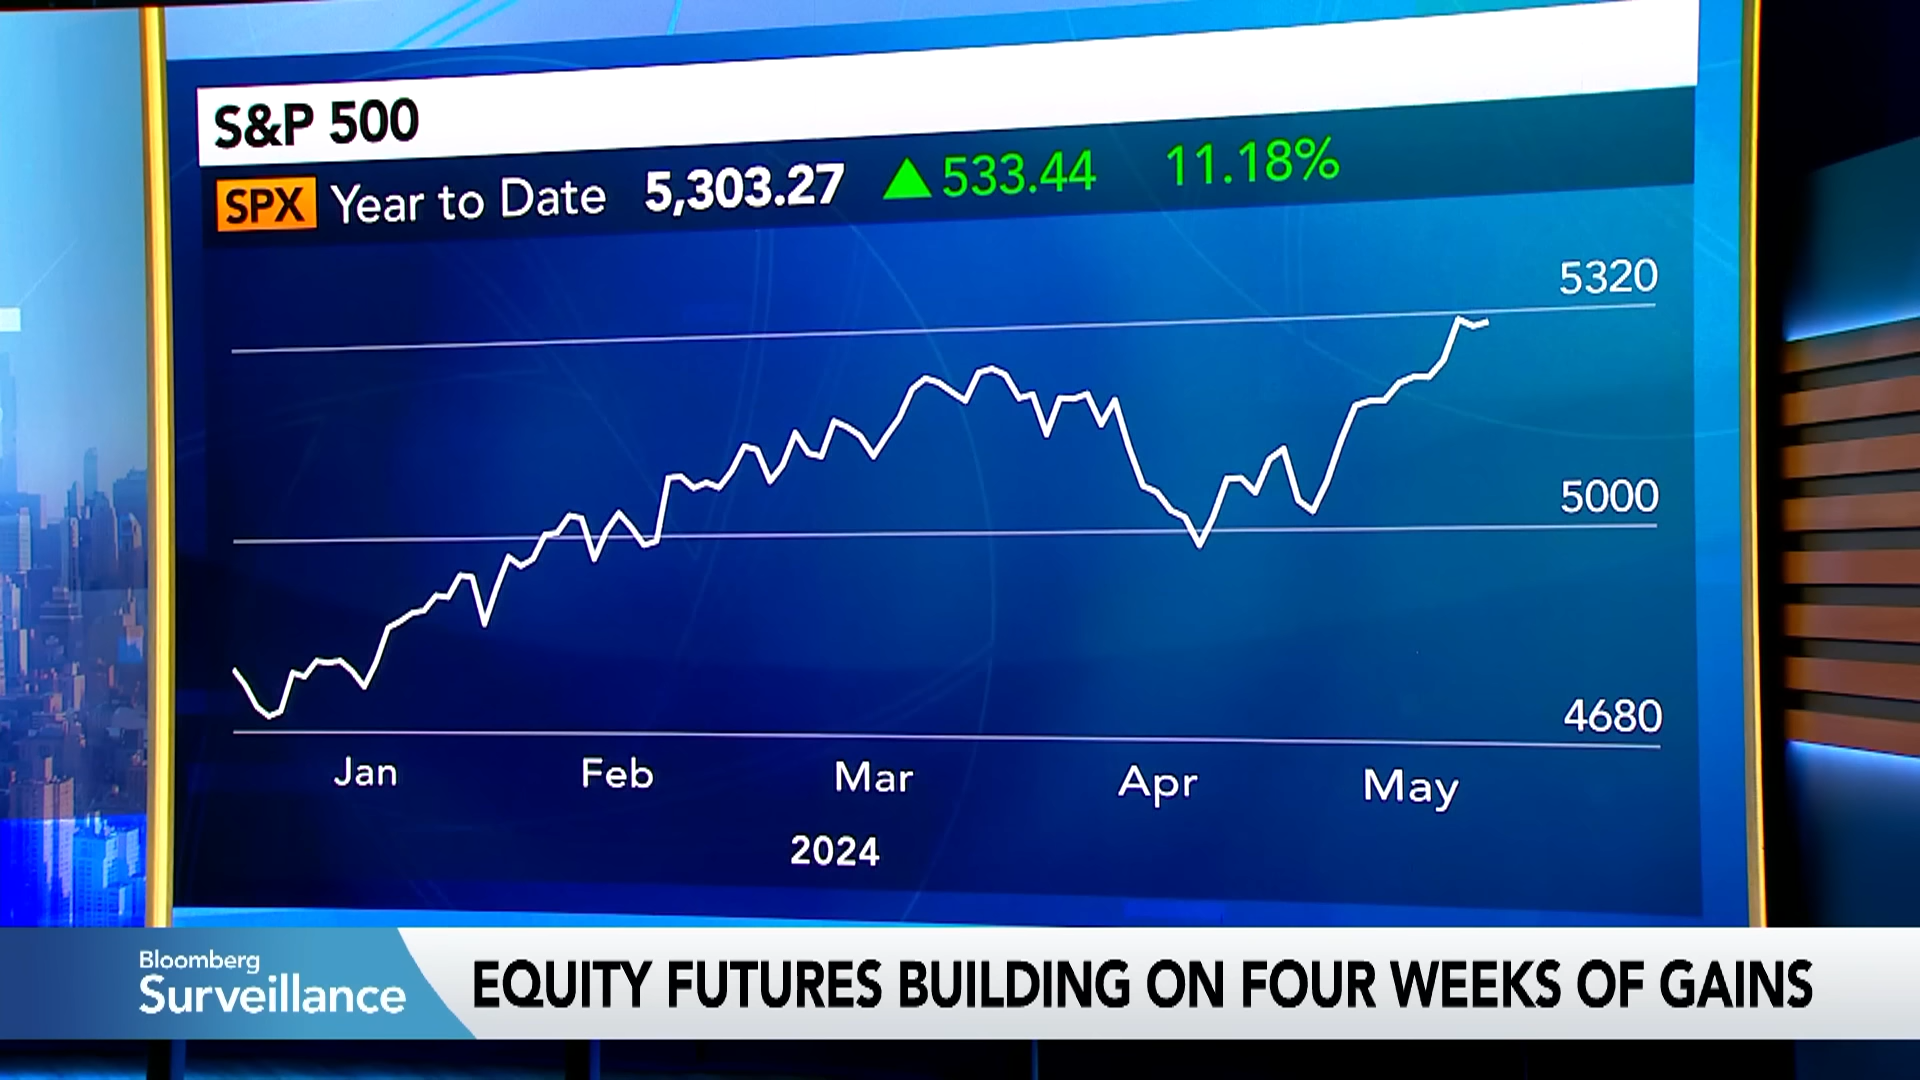 S&P 500
SPX Year to Date 5,303.27 ▲533.44 11.18%
5320
5000
4680
Jan Feb Mar Apr May
2024
Bloomberg
Surveillance
EQUITY FUTURES BUILDING ON FOUR WEEKS OF GAINS